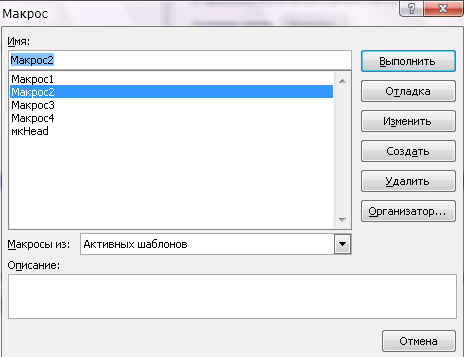 Макрос
Имя:
Макрос2
Выполнить
Макрос1
Макрос2
Отладка
Макрос3
Макрос4
Изменить
мкHead
Создать
Удалить
Организатор...
Макросы из: Активных шаблонов
Описание:
Отмена